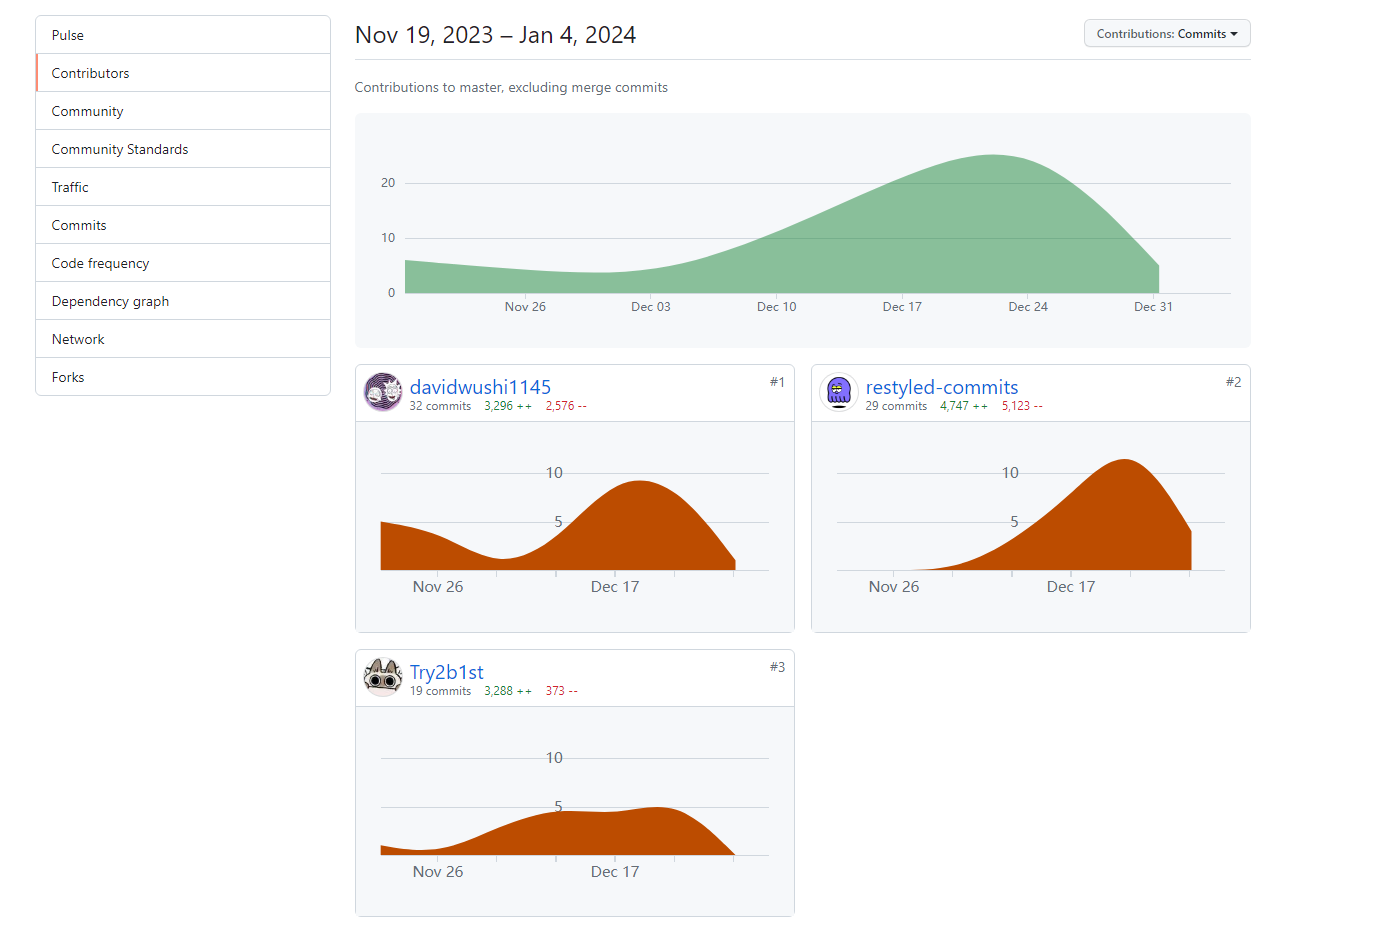 Pulse
Contributors
Community
Community Standards
Traffic
Commits
Code frequency
Dependency graph
Network
Forks
Nov 19, 2023 – Jan 4, 2024
Contributions: Commits
Contributions to master, excluding merge commits
20
10
0
Nov 26 Dec 03 Dec 10 Dec 17 Dec 24 Dec 31
davidwushi1145 #1
32 commits 3,296 ++ 2,576 --
10
5
Nov 26 Dec 17
restyled-commits #2
29 commits 4,747 ++ 5,123 --
10
5
Nov 26 Dec 17
Try2b1st #3
19 commits 3,288 ++ 373 --
10
5
Nov 26 Dec 17